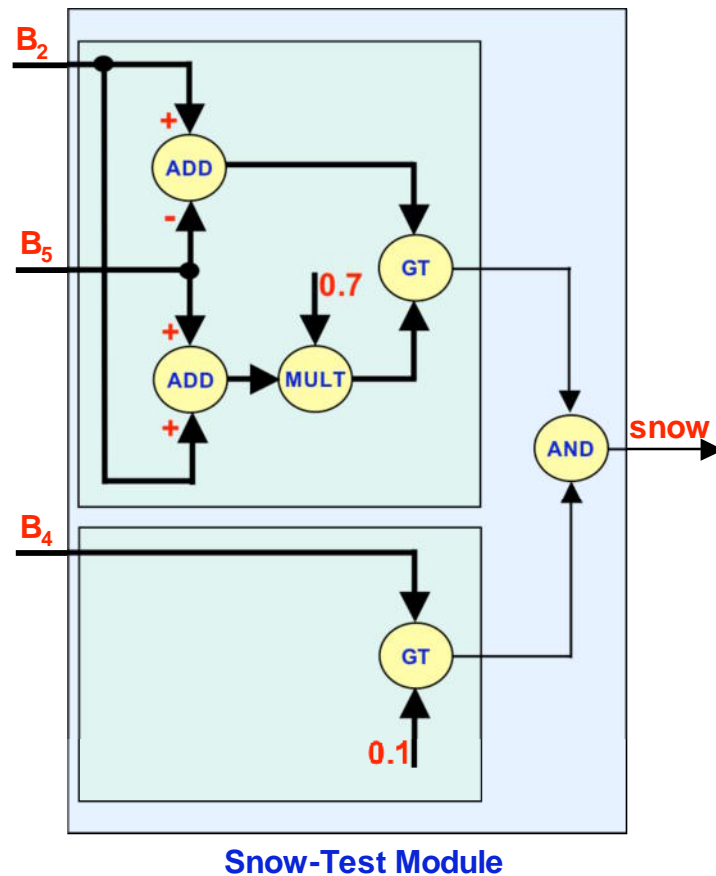 B₂
+
ADD
-
B₅
GT
0.7
+
ADD
MULT
+
snow
AND
B₄
GT
0.1
Snow-Test Module